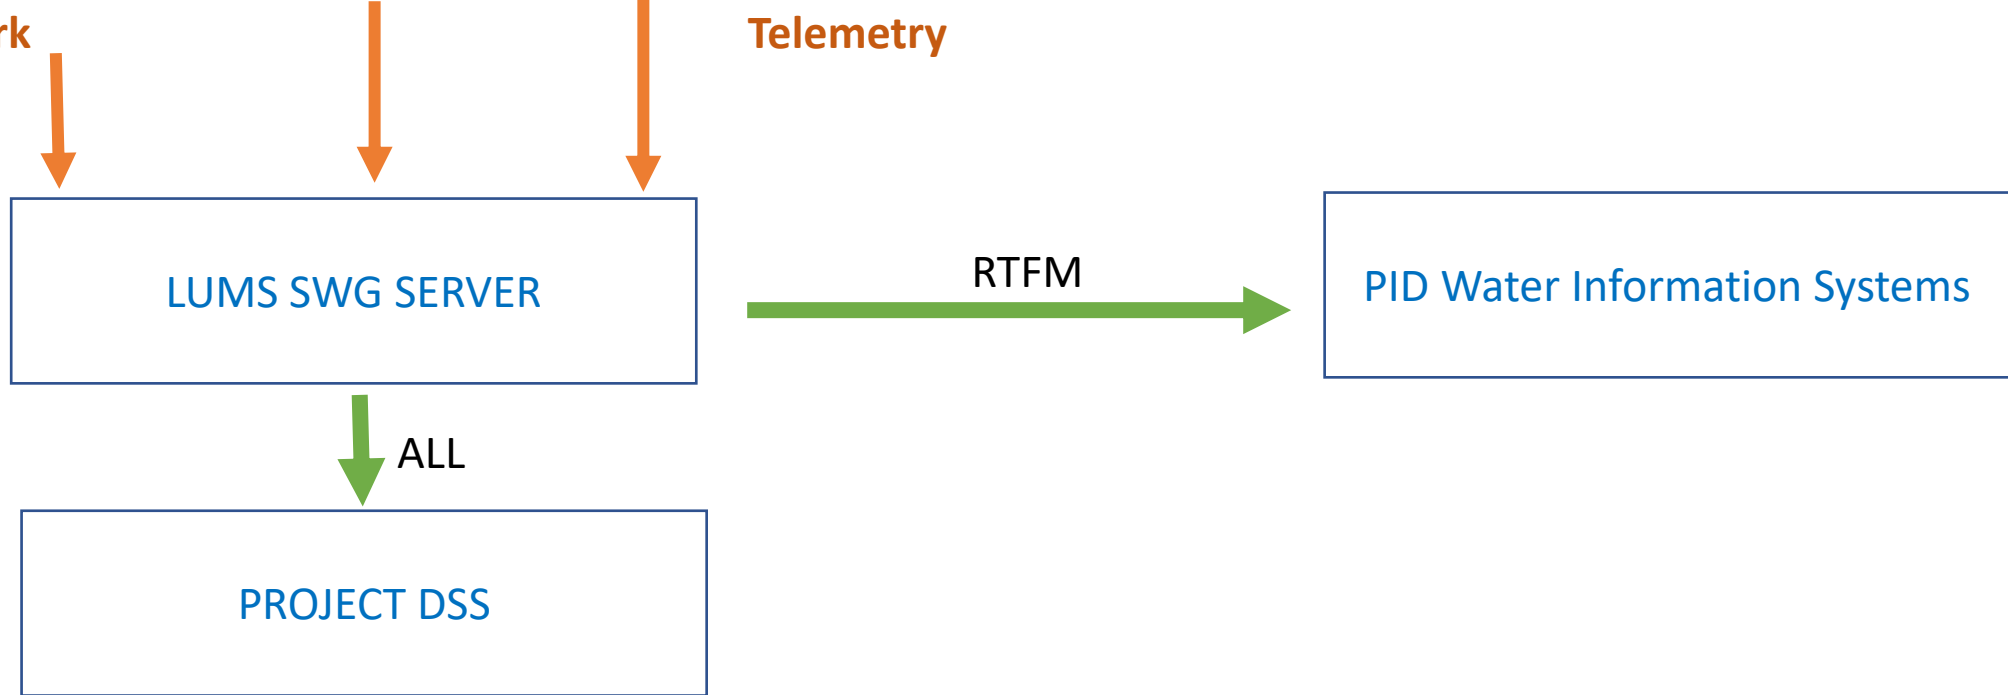 Telemetry
RTFM
LUMS SWG SERVER
PID Water Information Systems
ALL
PROJECT DSS